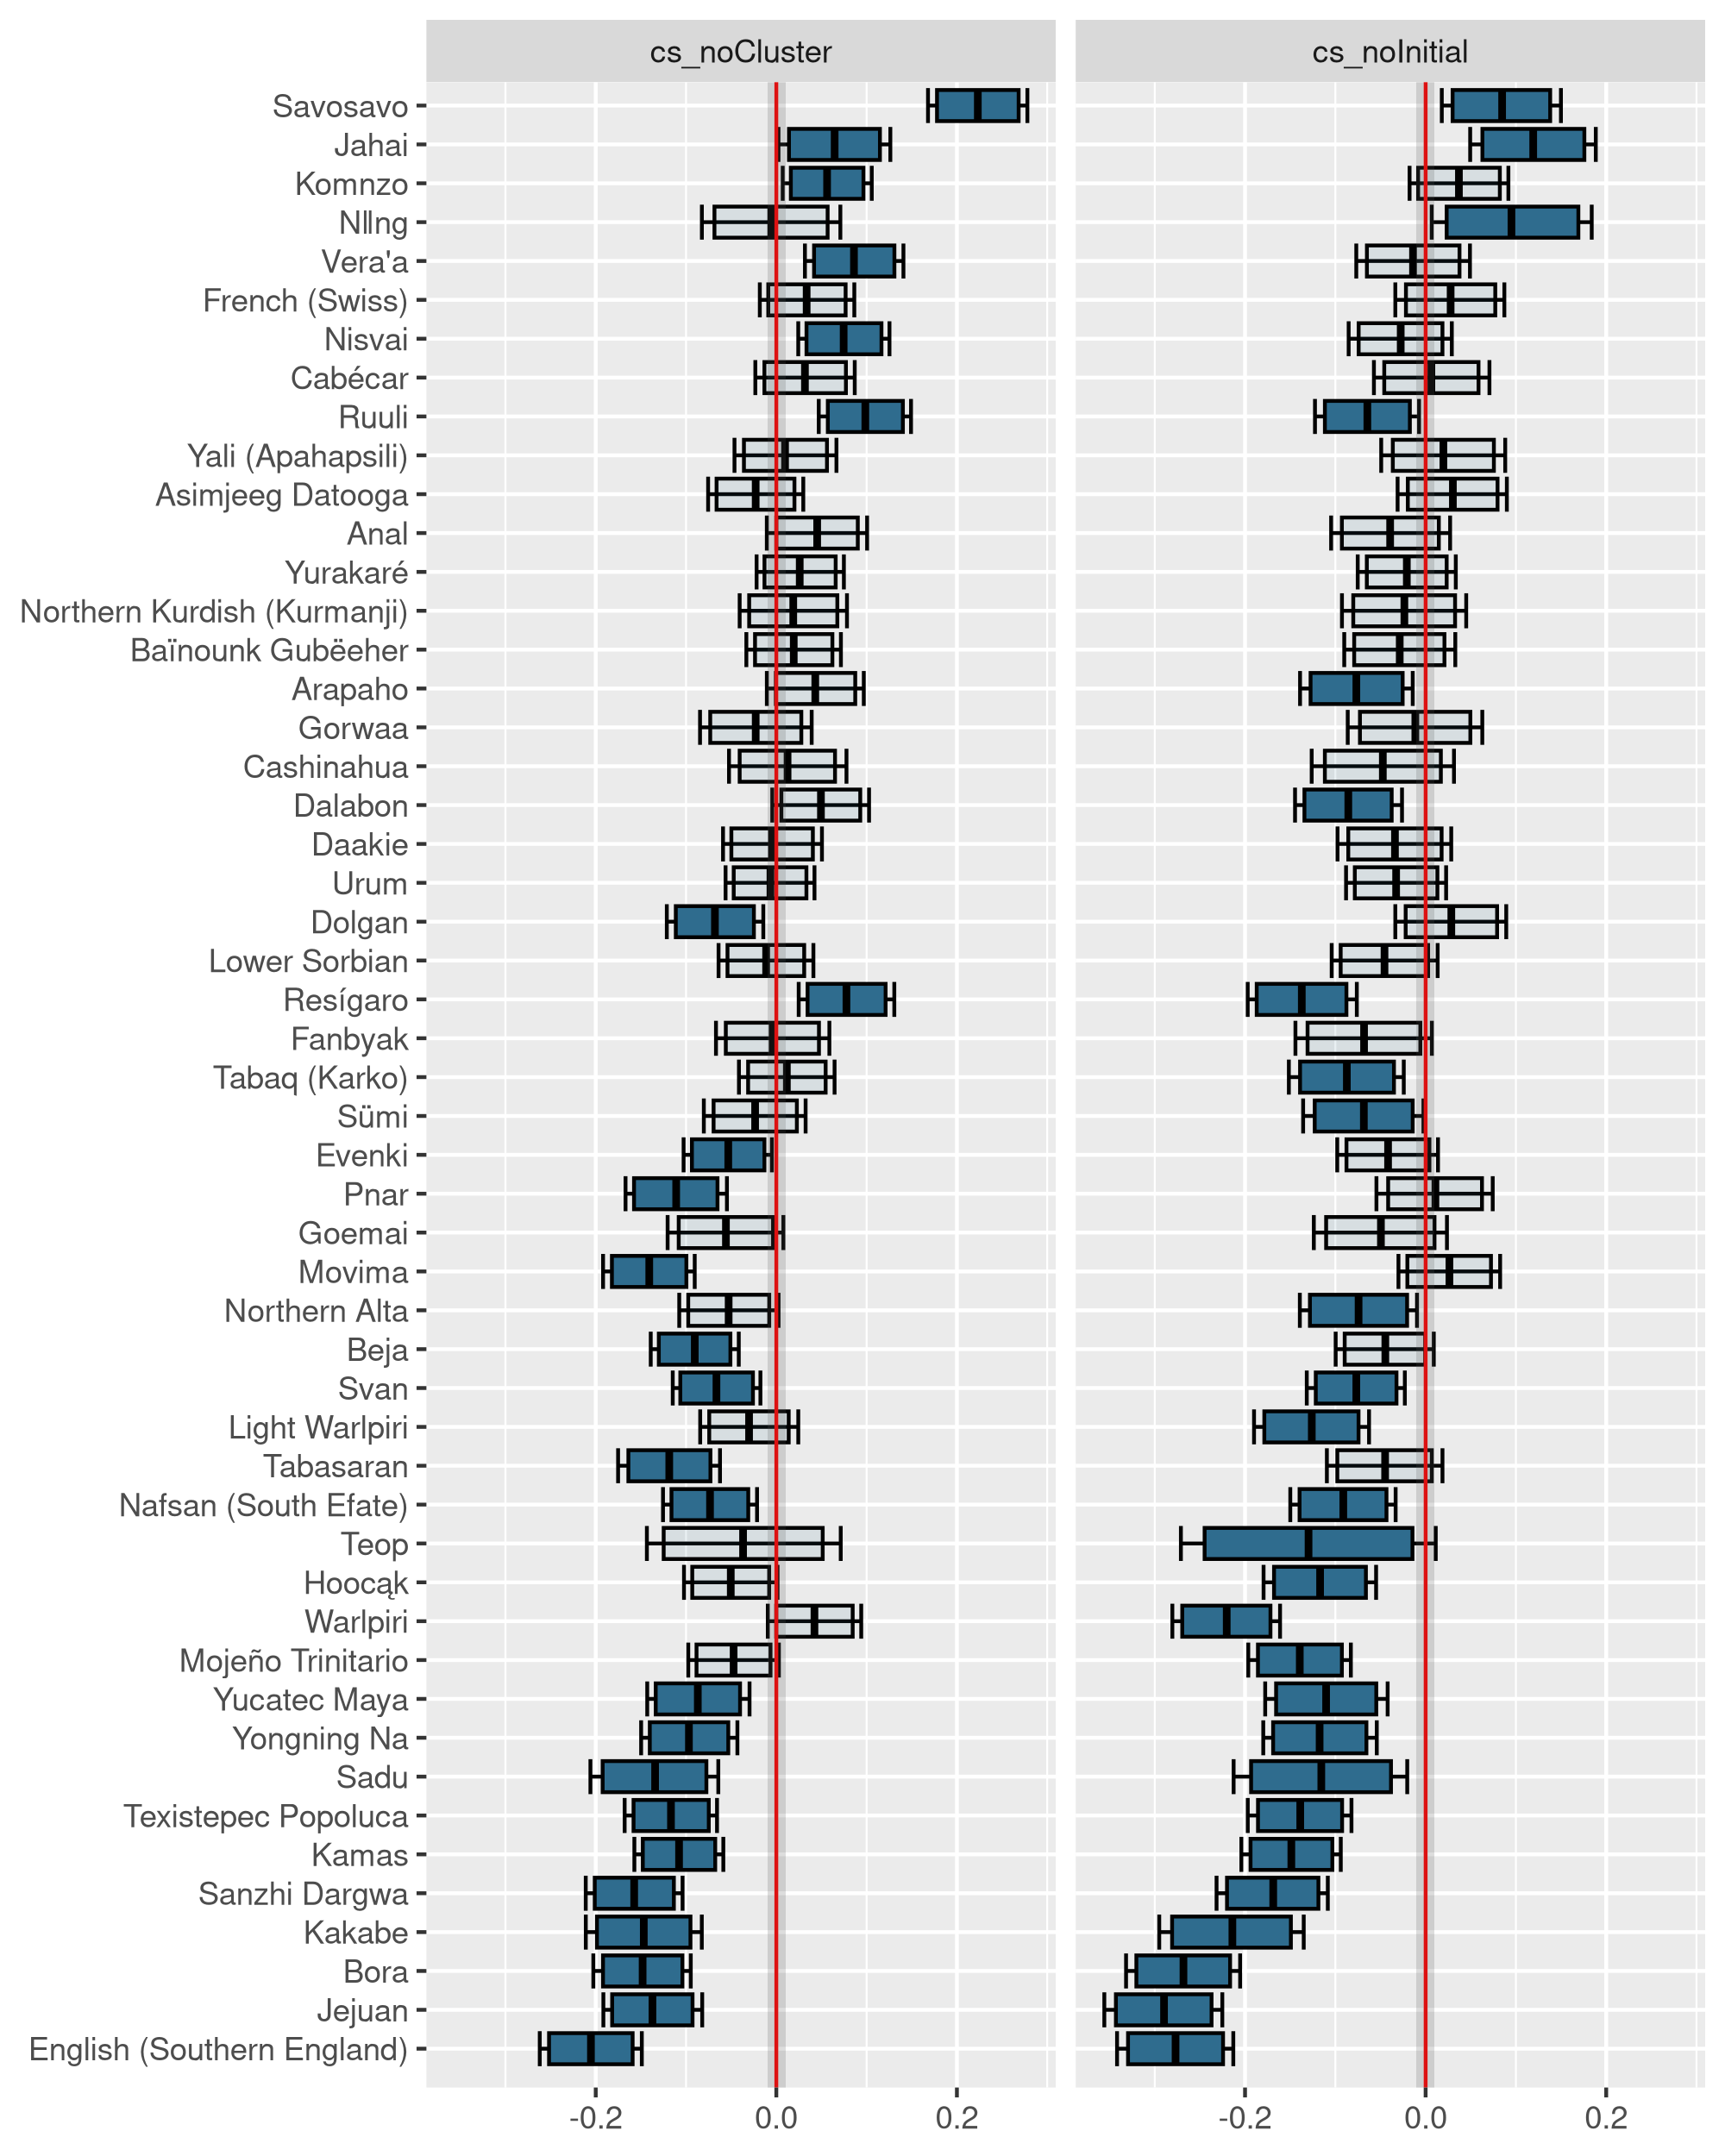 cs_noCluster cs_noInitial
Savosavo
Jahai
Komnzo
Nǁng
Vera'a
French (Swiss)
Nisvai
Cabécar
Ruuli
Yali (Apahapsili)
Asimjeeg Datooga
Anal
Yurakaré
Northern Kurdish (Kurmanji)
Baïnounk Gubëeher
Arapaho
Gorwaa
Cashinahua
Dalabon
Daakie
Urum
Dolgan
Lower Sorbian
Resígaro
Fanbyak
Tabaq (Karko)
Sümi
Evenki
Pnar
Goemai
Movima
Northern Alta
Beja
Svan
Light Warlpiri
Tabasaran
Nafsan (South Efate)
Teop
Hoocąk
Warlpiri
Mojeño Trinitario
Yucatec Maya
Yongning Na
Sadu
Texistepec Popoluca
Kamas
Sanzhi Dargwa
Kakabe
Bora
Jejuan
English (Southern England)
-0.2 0.0 0.2 -0.2 0.0 0.2